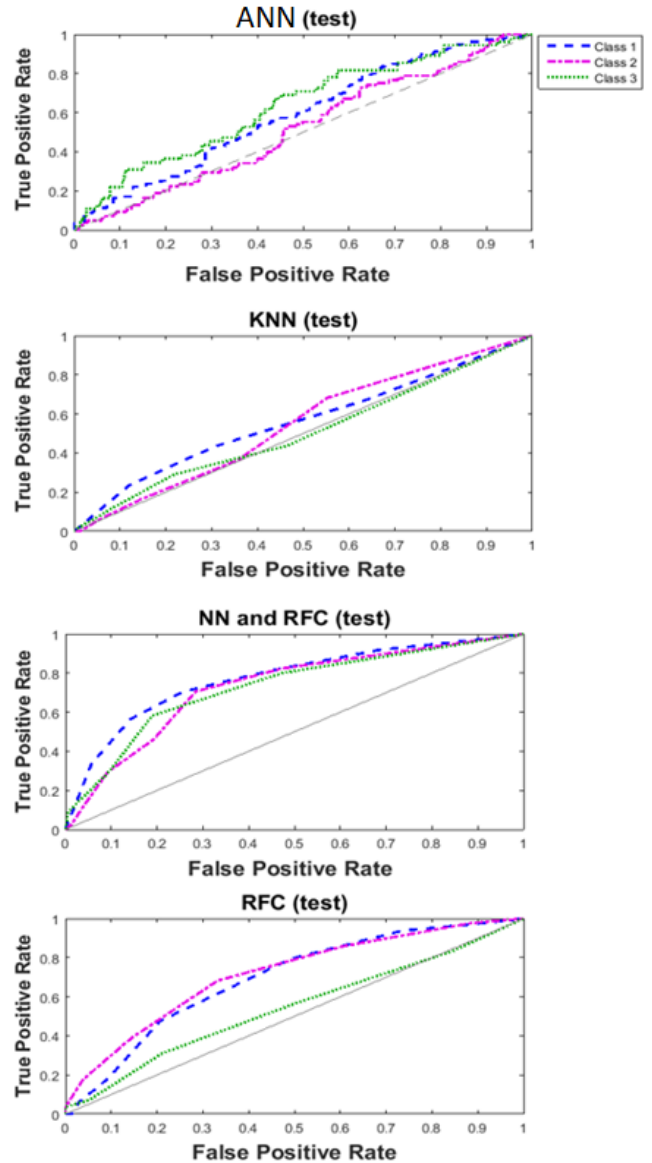 ANN (test)
True Positive Rate
1
0.8
0.6
0.4
0.2
0
0 0.1 0.2 0.3 0.4 0.5 0.6 0.7 0.8 0.9 1
False Positive Rate
Class 1
Class 2
Class 3
KNN (test)
True Positive Rate
1
0.8
0.6
0.4
0.2
0
0 0.1 0.2 0.3 0.4 0.5 0.6 0.7 0.8 0.9 1
False Positive Rate
NN and RFC (test)
True Positive Rate
1
0.8
0.6
0.4
0.2
0
0 0.1 0.2 0.3 0.4 0.5 0.6 0.7 0.8 0.9 1
False Positive Rate
RFC (test)
True Positive Rate
1
0.8
0.6
0.4
0.2
0
0 0.1 0.2 0.3 0.4 0.5 0.6 0.7 0.8 0.9 1
False Positive Rate